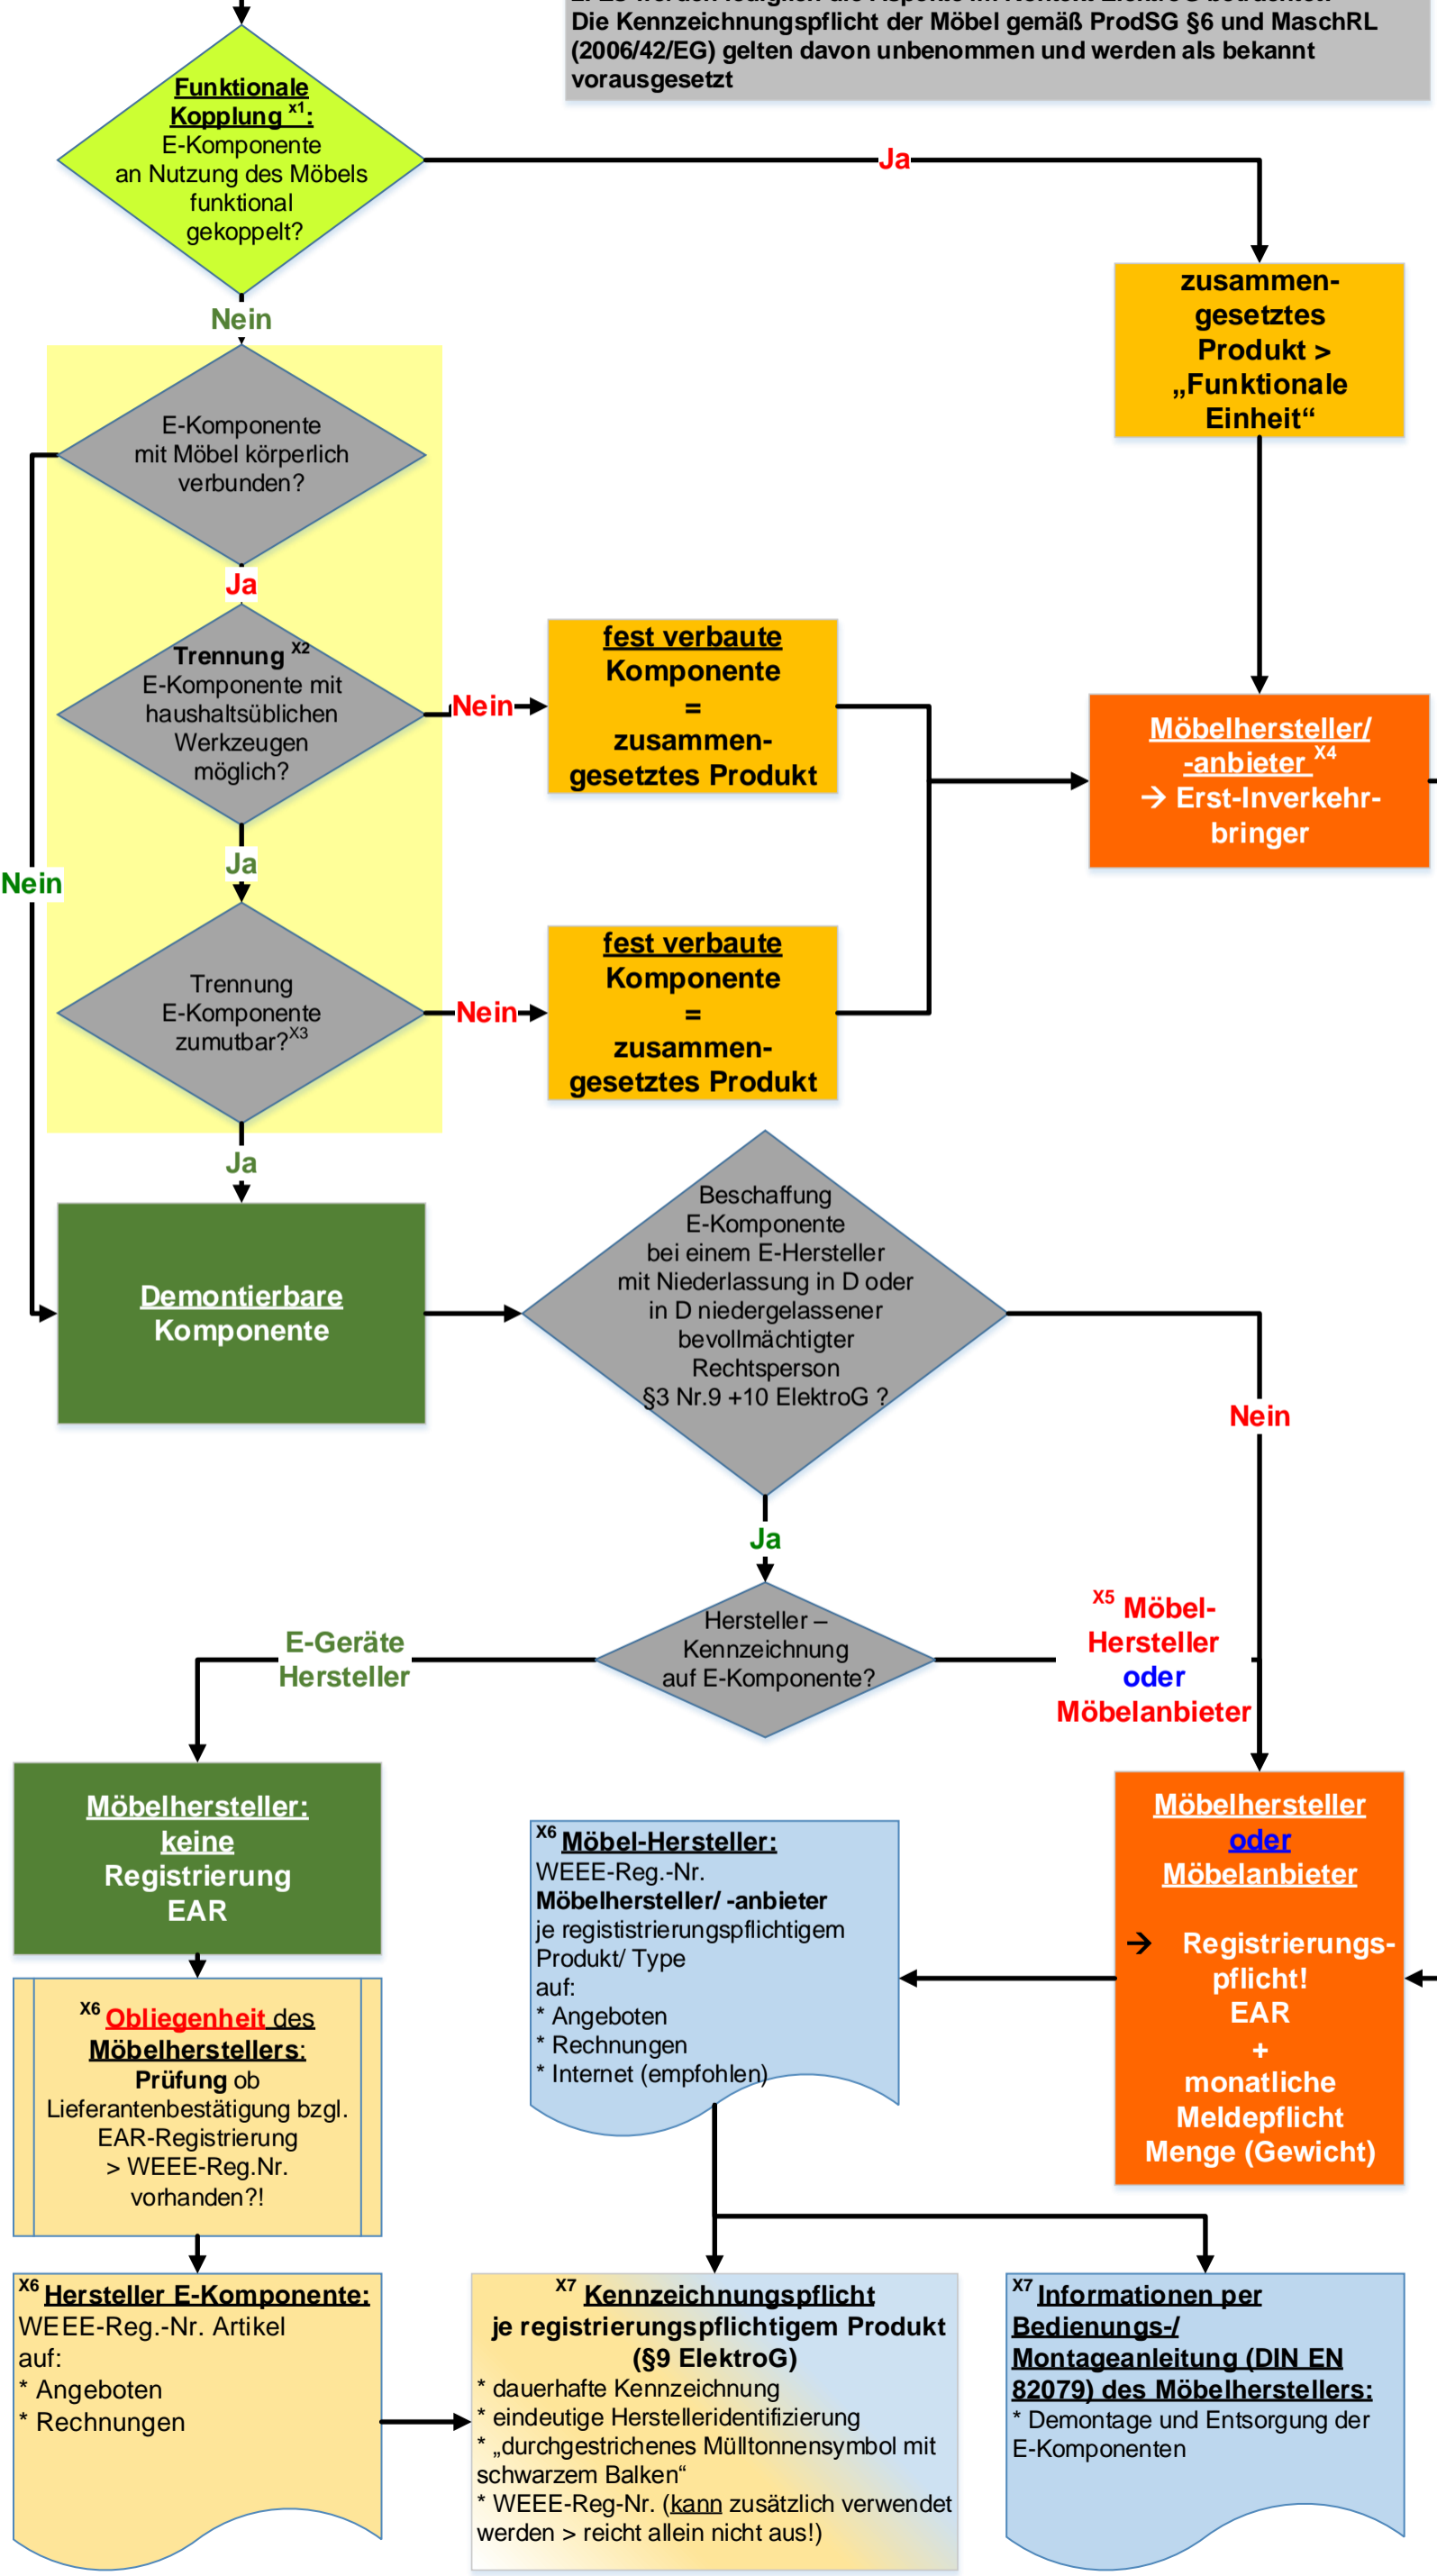 Die Kennzeichnungspflicht der Möbel gemäß ProdSG §6 und MaschRL
(2006/42/EG) gelten davon unbenommen und werden als bekannt
vorausgesetzt
Funktionale
Kopplung x1:
E-Komponente
an Nutzung des Möbels
funktional
gekoppelt?
Ja
Nein
zusammen-
gesetztes
Produkt >
„Funktionale
Einheit“
E-Komponente
mit Möbel körperlich
verbunden?
Ja
Trennung X2
E-Komponente mit
haushaltsüblichen
Werkzeugen
möglich?
Nein
fest verbaute
Komponente
=
zusammen-
gesetztes Produkt
Möbelhersteller/
-anbieter X4
→ Erst-Inverkehr-
bringer
Ja
Nein
Trennung
E-Komponente
zumutbar?X3
Nein
fest verbaute
Komponente
=
zusammen-
gesetztes Produkt
Ja
Demontierbare
Komponente
Beschaffung
E-Komponente
bei einem E-Hersteller
mit Niederlassung in D oder
in D niedergelassener
bevollmächtigter
Rechtsperson
§3 Nr.9 +10 ElektroG ?
Nein
Ja
Hersteller –
Kennzeichnung
auf E-Komponente?
E-Geräte
Hersteller
X5 Möbel-
Hersteller
oder
Möbelanbieter
Möbelhersteller:
keine
Registrierung
EAR
X6 Möbel-Hersteller:
WEEE-Reg.-Nr.
Möbelhersteller/ -anbieter
je regististrierungspflichtigem
Produkt/ Type
auf:
* Angeboten
* Rechnungen
* Internet (empfohlen)
Möbelhersteller
oder
Möbelanbieter
→ Registrierungs-
pflicht!
EAR
+
monatliche
Meldepflicht
Menge (Gewicht)
X6 Obliegenheit des
Möbelherstellers:
Prüfung ob
Lieferantenbestätigung bzgl.
EAR-Registrierung
> WEEE-Reg.Nr.
vorhanden?!
X6 Hersteller E-Komponente:
WEEE-Reg.-Nr. Artikel
auf:
* Angeboten
* Rechnungen
X7 Kennzeichnungspflicht
je registrierungspflichtigem Produkt
(§9 ElektroG)
* dauerhafte Kennzeichnung
* eindeutige Herstelleridentifizierung
* „durchgestrichenes Mülltonnensymbol mit
schwarzem Balken“
* WEEE-Reg-Nr. (kann zusätzlich verwendet
werden > reicht allein nicht aus!)
X7 Informationen per
Bedienungs-/
Montageanleitung (DIN EN
82079) des Möbelherstellers:
* Demontage und Entsorgung der
E-Komponenten